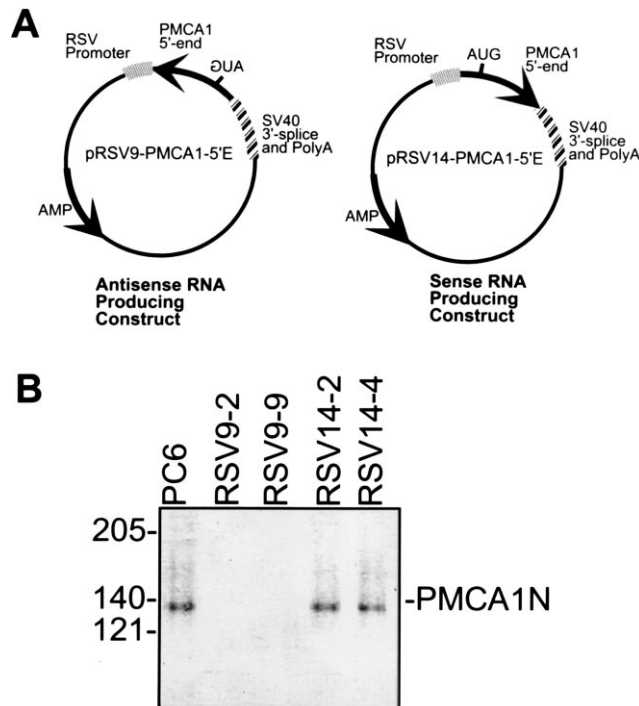 A
RSV
Promoter
PMCA1
5'-end
AUG
SV40
3'-splice
and PolyA
pRSV9-PMCA1-5'E
AMP
Antisense RNA
Producing
Construct
RSV
Promoter
AUG
PMCA1
5'-end
SV40
3'-splice
and PolyA
pRSV14-PMCA1-5'E
AMP
Sense RNA
Producing
Construct
B
PC6
RSV9-2
RSV9-9
RSV14-2
RSV14-4
205-
140-
121-
-PMCA1N